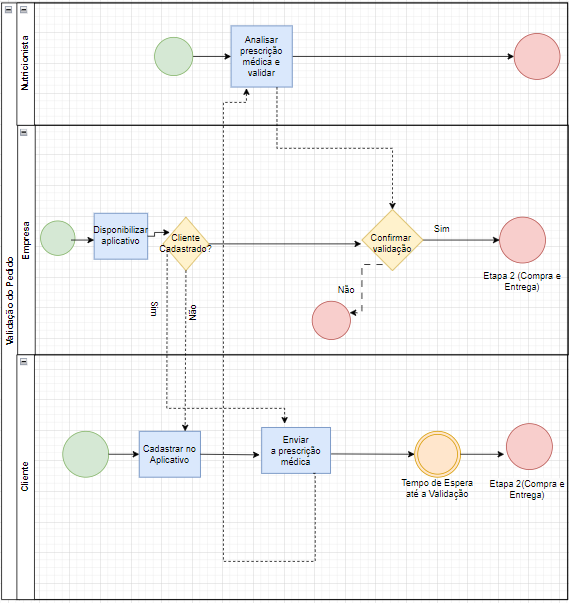 Validação do Pedido
Nutricionista
Analisar
prescrição
médica e
validar
Empresa
Disponibilizar
aplicativo
Cliente
Cadastrado?
Sim
Não
Confirmar
validação
Sim
Não
Etapa 2 (Compra e
Entrega)
Cliente
Cadastrar no
Aplicativo
Enviar
a prescrição
médica
Tempo de Espera
até a Validação
Etapa 2(Compra e
Entrega)